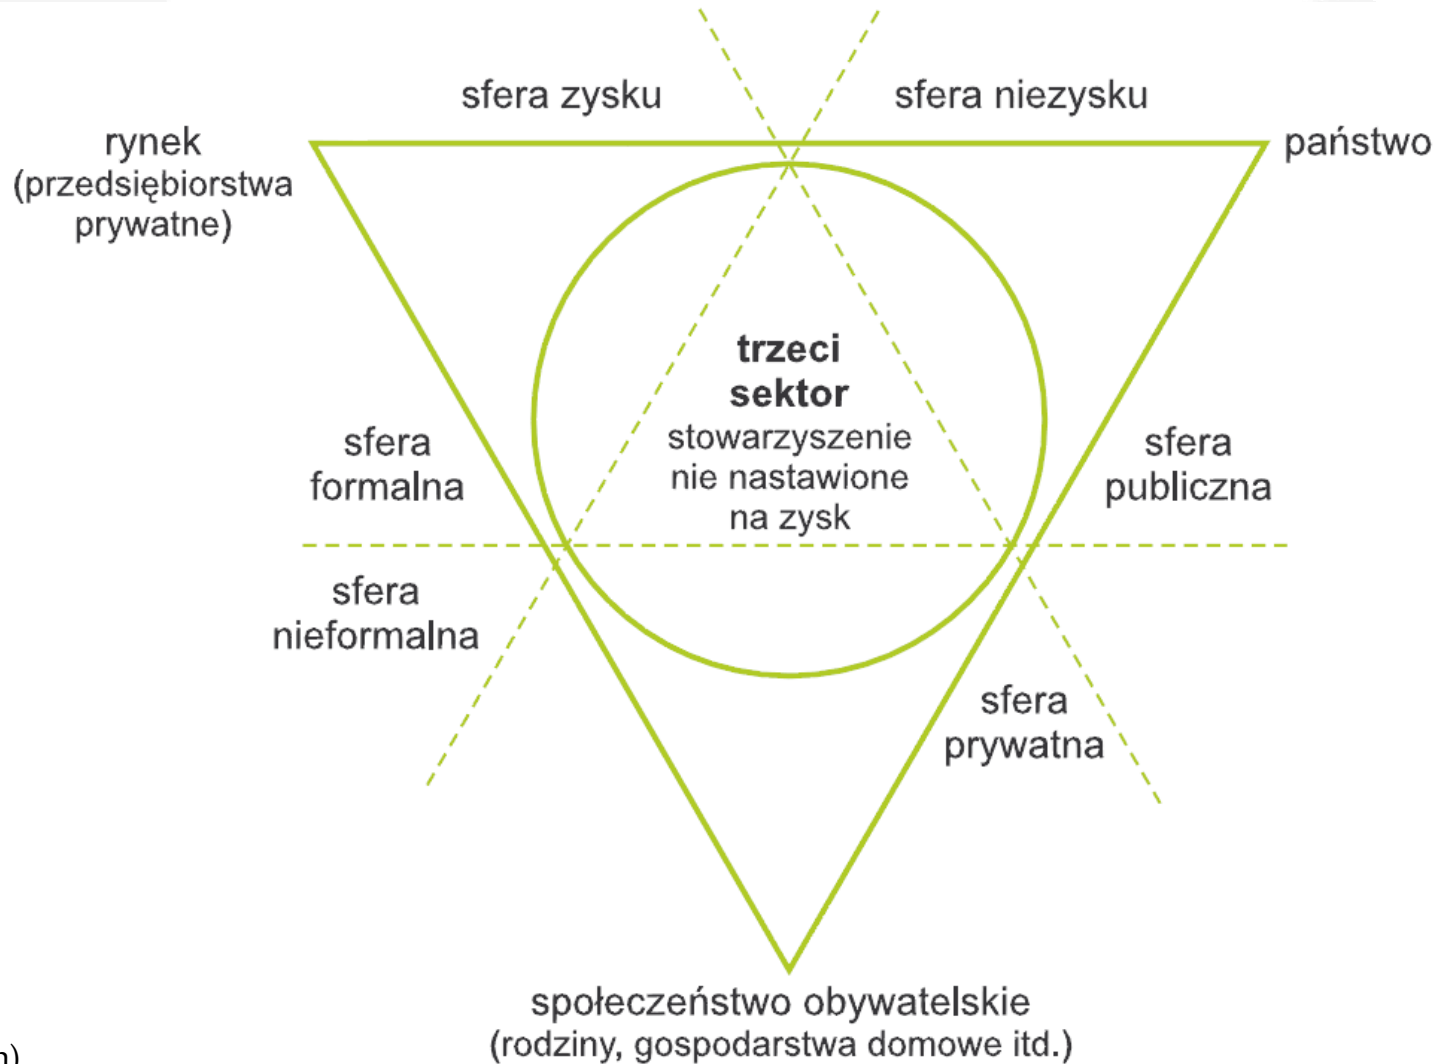 sfera zysku
sfera niezysku
rynek
(przedsiębiorstwa
prywatne)
państwo
trzeci
sektor
stowarzyszenie
nie nastawione
na zysk
sfera
formalna
sfera
publiczna
sfera
nieformalna
sfera
prywatna
społeczeństwo obywatelskie
(rodziny, gospodarstwa domowe itd.)